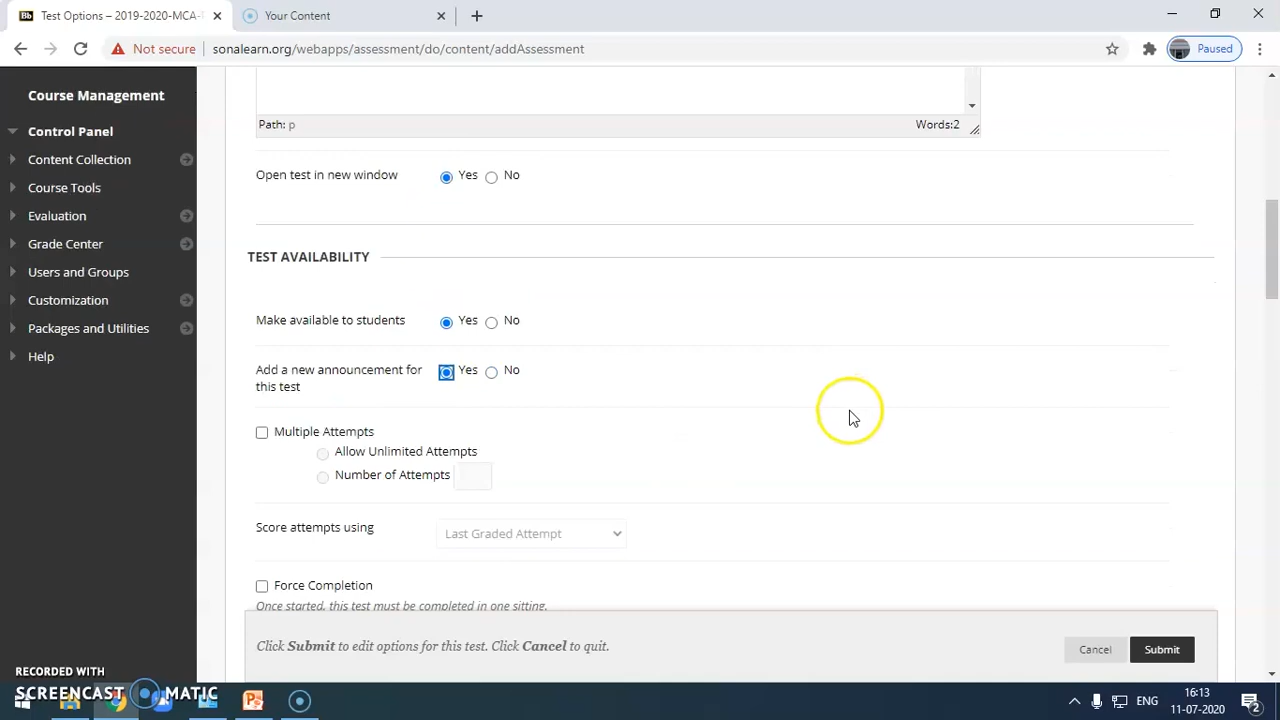 Test Options – 2019-2020-MCA-
Your Content
Not secure
sonalearn.org/webapps/assessment/do/content/addAssessment
Paused
Course Management
Control Panel
Content Collection
Course Tools
Evaluation
Grade Center
Users and Groups
Customization
Packages and Utilities
Help
Path: p
Words:2
Open test in new window
Yes
No
TEST AVAILABILITY
Make available to students
Yes
No
Add a new announcement for
this test
Yes
No
Multiple Attempts
Allow Unlimited Attempts
Number of Attempts
Score attempts using
Last Graded Attempt
Force Completion
Once started, this test must be completed in one sitting.
Click Submit to edit options for this test. Click Cancel to quit.
Cancel
Submit
RECORDED WITH
SCREENCAST MATIC
ENG
16:13
11-07-2020
2